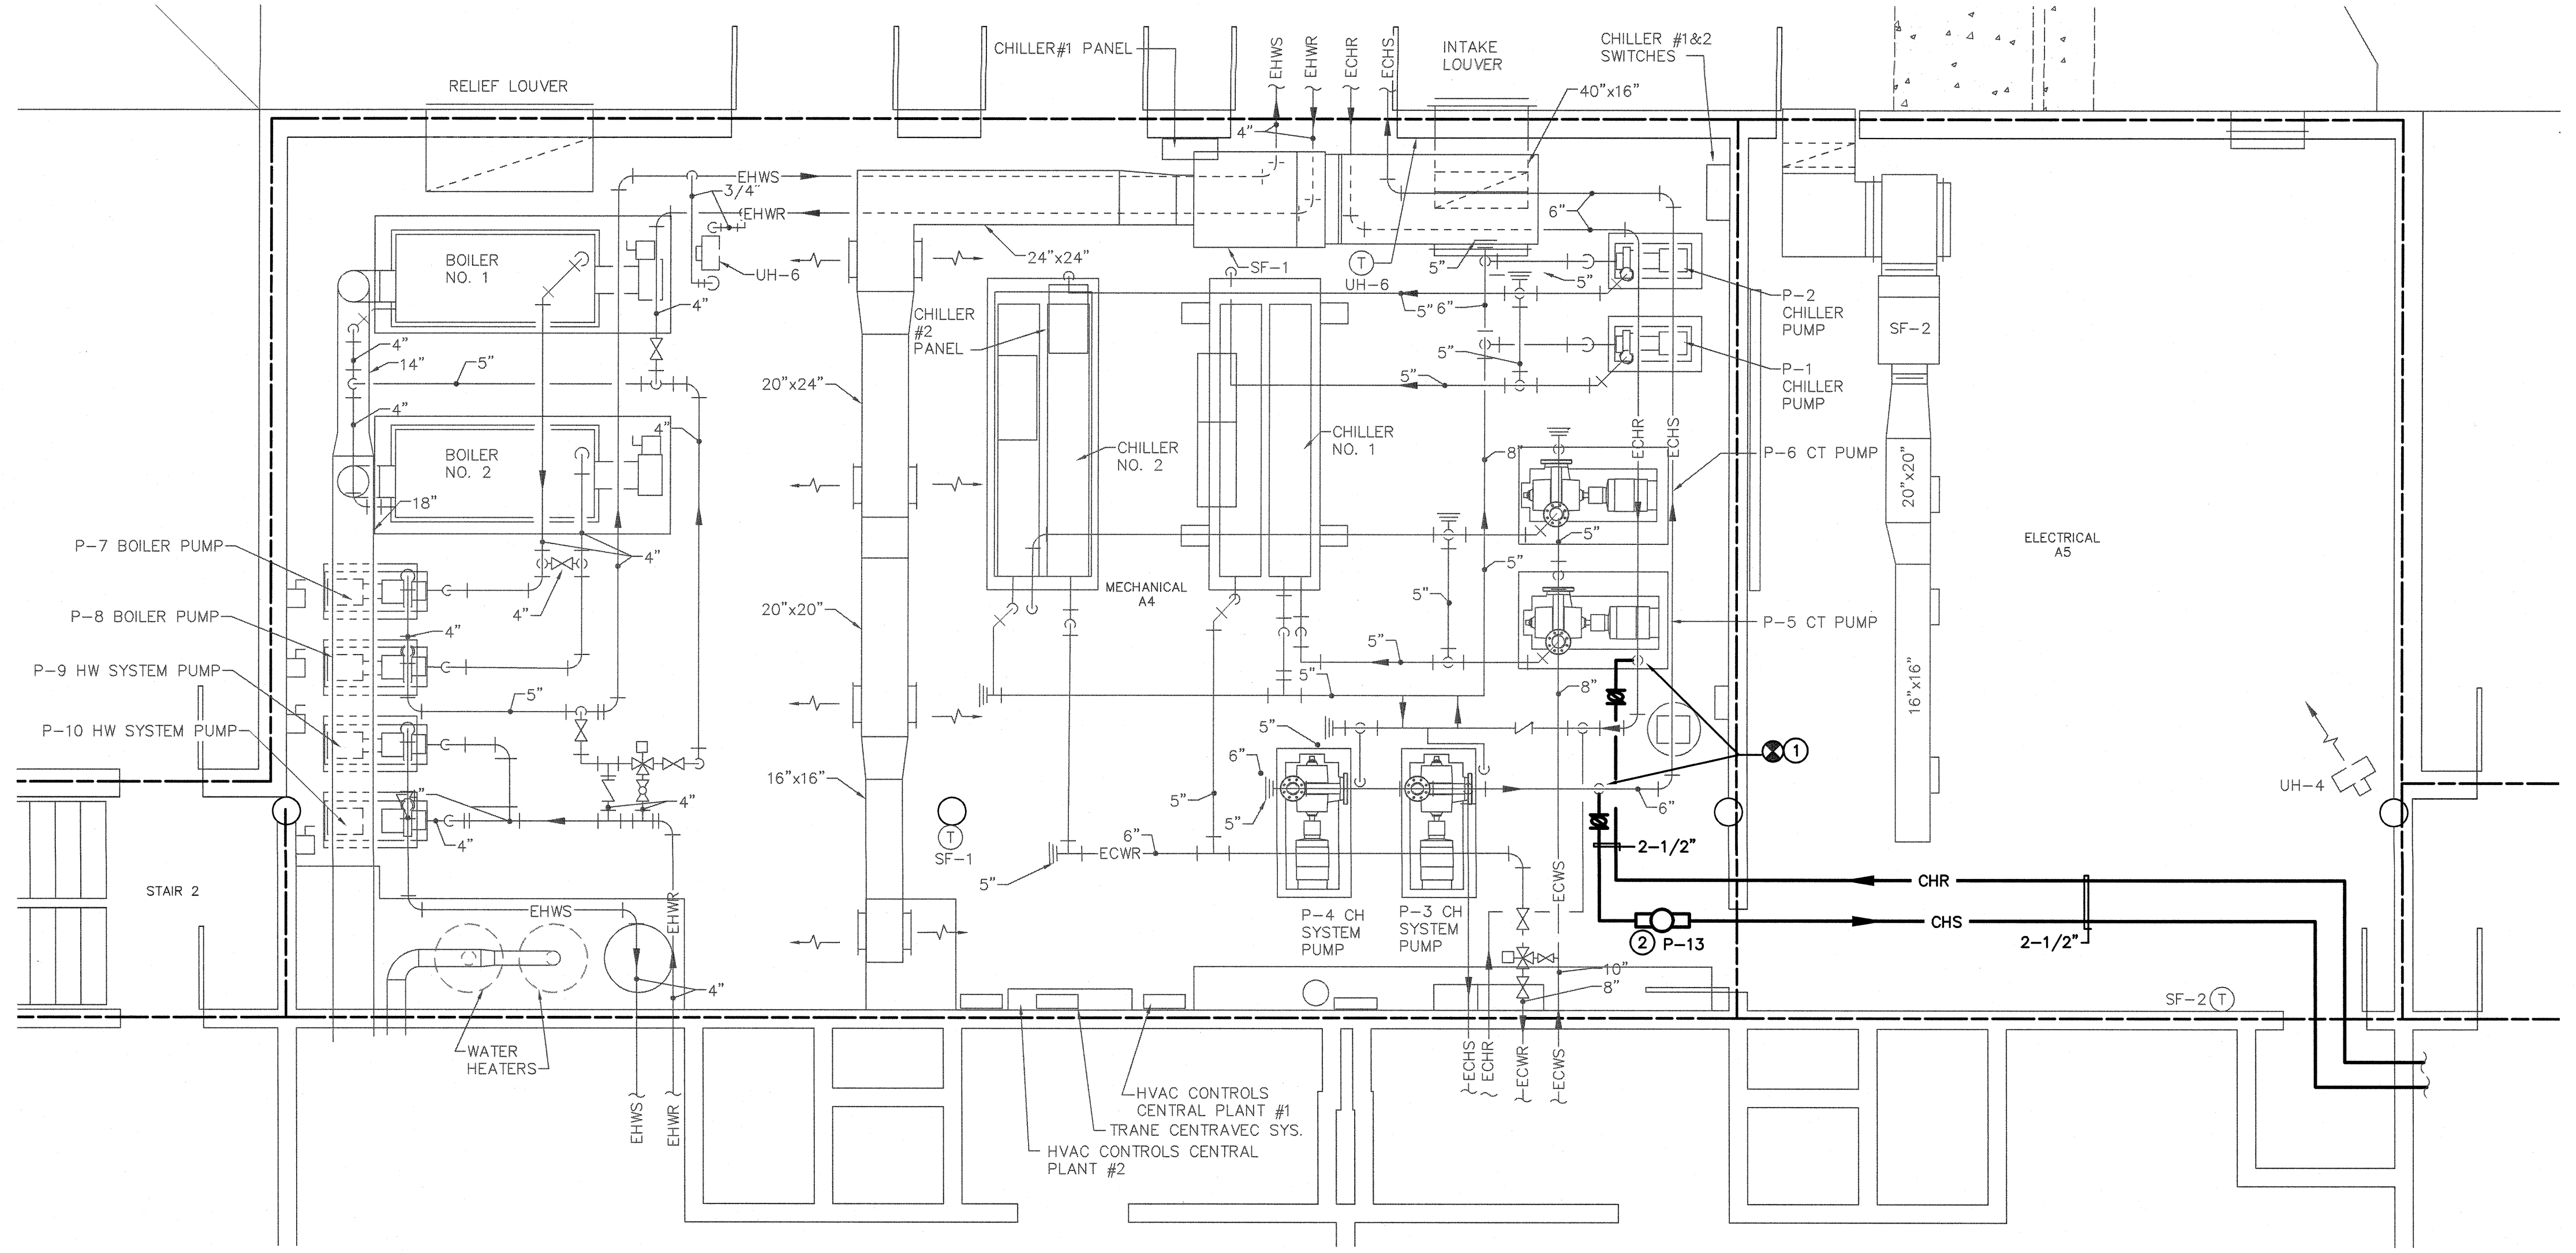 CHILLER#1 PANEL
EHWS
EHWR
ECHR
ECHS
INTAKE
LOUVER
CHILLER #1&2
SWITCHES
RELIEF LOUVER
40"x16"
4"
EHWS
3/4"
EHWR
6"
BOILER
NO. 1
UH-6
24"x24"
SF-1
T
UH-6
5"
5"
5"
6"
P-2
CHILLER
PUMP
SF-2
4"
CHILLER
#2
PANEL
4"
14"
5"
20"x24"
5"
5"
P-1
CHILLER
PUMP
4"
4"
BOILER
NO. 2
CHILLER
NO. 2
CHILLER
NO. 1
8"
ECHR
ECHS
P-6 CT PUMP
20"x20"
18"
P-7 BOILER PUMP
4"
4"
5"
5"
ELECTRICAL
A5
MECHANICAL
A4
P-8 BOILER PUMP
4"
20"x20"
5"
P-5 CT PUMP
5"
P-9 HW SYSTEM PUMP
5"
5"
8"
16"x16"
P-10 HW SYSTEM PUMP
5"
6"
1
16"x16"
UH-4
4"
5"
5"
6"
4"
T
SF-1
6"
ECWR
5"
2-1/2"
ECWS
CHR
STAIR 2
EHWS
EHWR
P-4 CH
SYSTEM
PUMP
P-3 CH
SYSTEM
PUMP
2
P-13
CHS
2-1/2"
10"
8"
4"
SF-2
T
WATER
HEATERS
EHWS
EHWR
ECHS
ECHR
ECWR
ECWS
HVAC CONTROLS
CENTRAL PLANT #1
TRANE CENTRAVEC SYS.
HVAC CONTROLS CENTRAL
PLANT #2